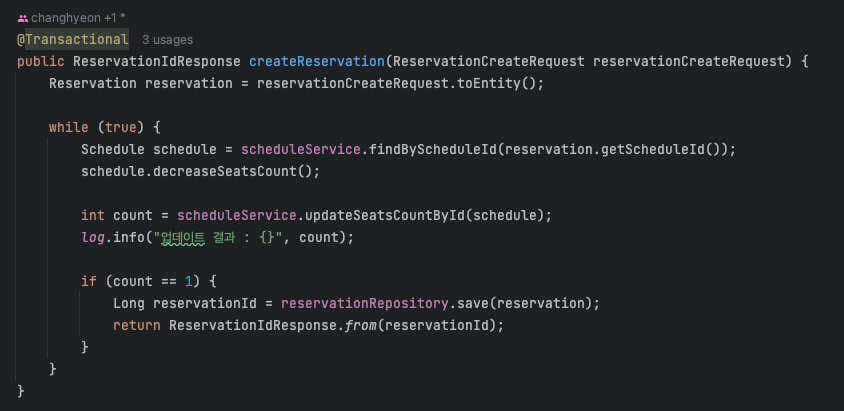 changhyeon +1 *
@Transactional 3 usages
public ReservationIdResponse createReservation(ReservationCreateRequest reservationCreateRequest) {
Reservation reservation = reservationCreateRequest.toEntity();
while (true) {
Schedule schedule = scheduleService.findByScheduleId(reservation.getScheduleId());
schedule.decreaseSeatsCount();
int count = scheduleService.updateSeatsCountById(schedule);
log.info("업데이트 결과 : {}", count);
if (count == 1) {
Long reservationId = reservationRepository.save(reservation);
return ReservationIdResponse.from(reservationId);
}
}
}